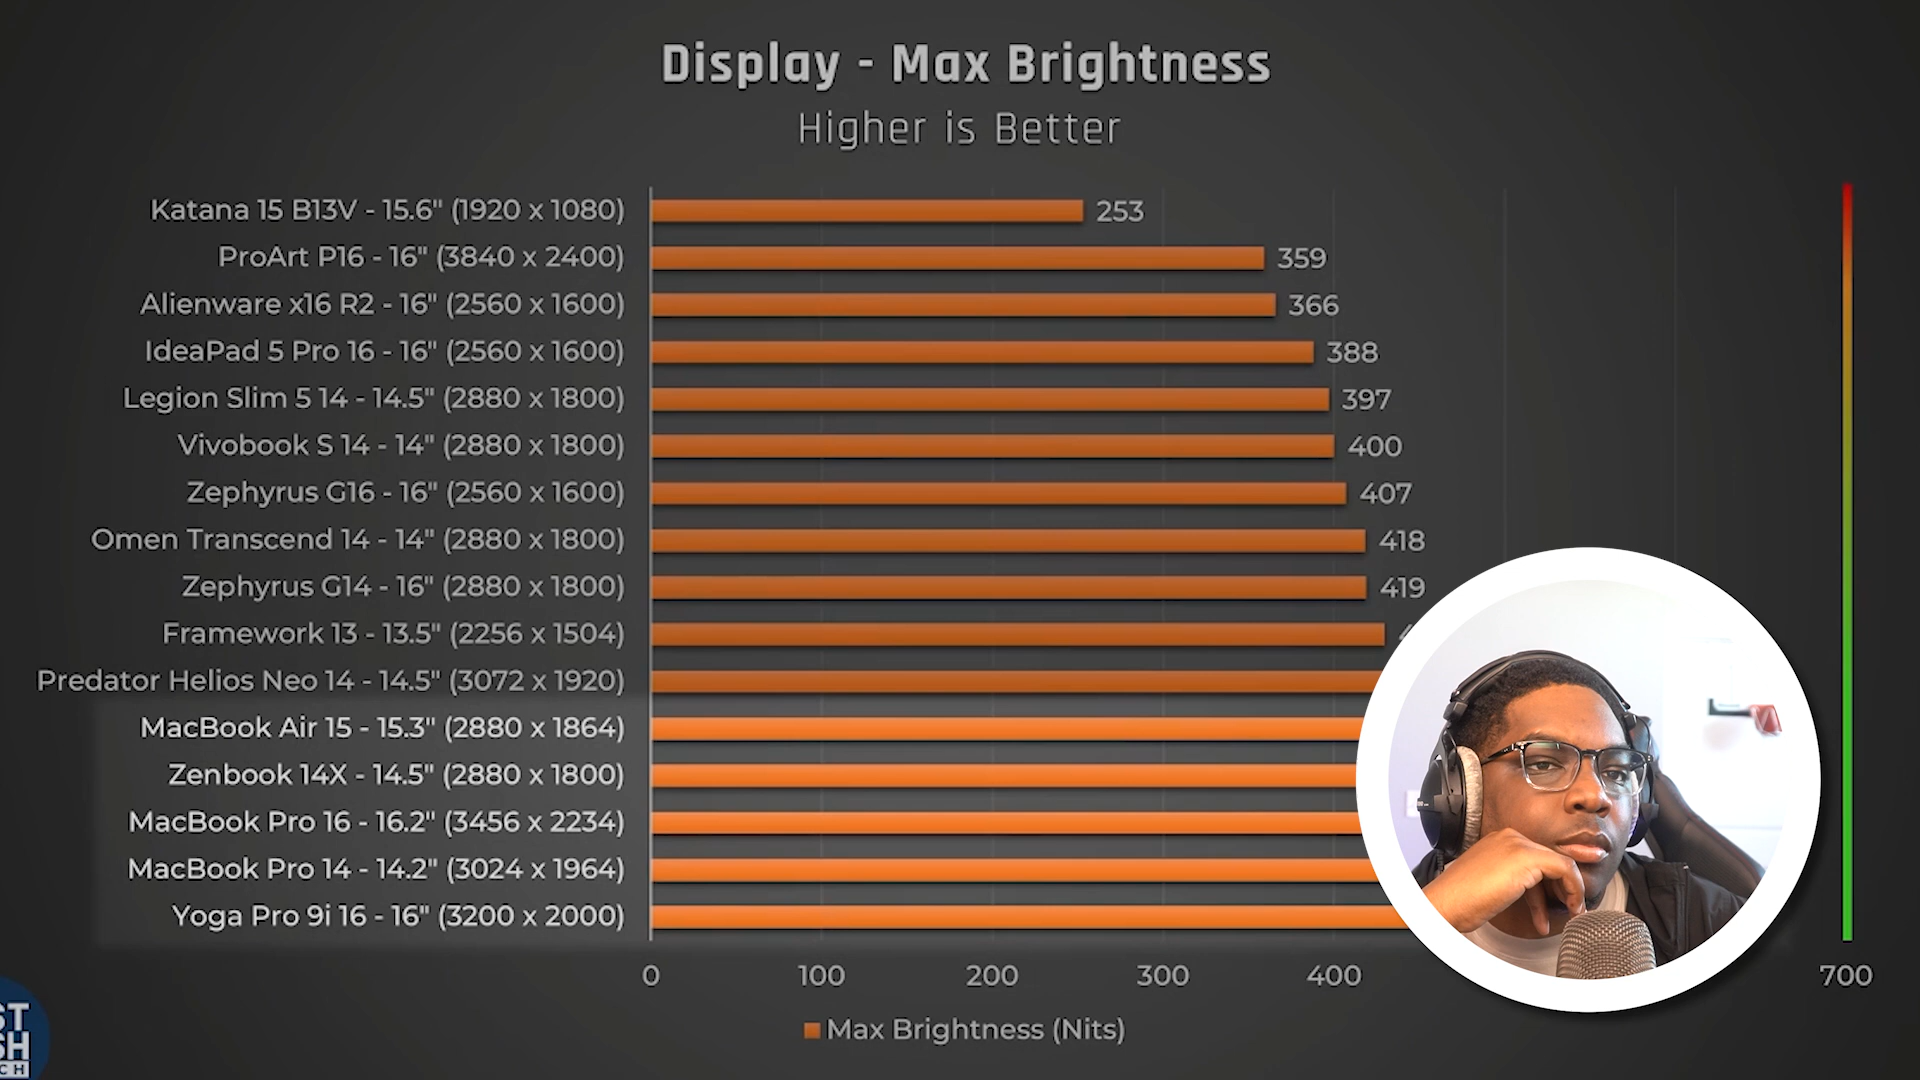 Display - Max Brightness
Higher is Better
Katana 15 B13V - 15.6" (1920 x 1080) 253
ProArt P16 - 16" (3840 x 2400) 359
Alienware x16 R2 - 16" (2560 x 1600) 366
IdeaPad 5 Pro 16 - 16" (2560 x 1600) 388
Legion Slim 5 14 - 14.5" (2880 x 1800) 397
Vivobook S 14 - 14" (2880 x 1800) 400
Zephyrus G16 - 16" (2560 x 1600) 407
Omen Transcend 14 - 14" (2880 x 1800) 418
Zephyrus G14 - 16" (2880 x 1800) 419
Framework 13 - 13.5" (2256 x 1504)
Predator Helios Neo 14 - 14.5" (3072 x 1920)
MacBook Air 15 - 15.3" (2880 x 1864)
Zenbook 14X - 14.5" (2880 x 1800)
MacBook Pro 16 - 16.2" (3456 x 2234)
MacBook Pro 14 - 14.2" (3024 x 1964)
Yoga Pro 9i 16 - 16" (3200 x 2000)
0 100 200 300 400 700
Max Brightness (Nits)